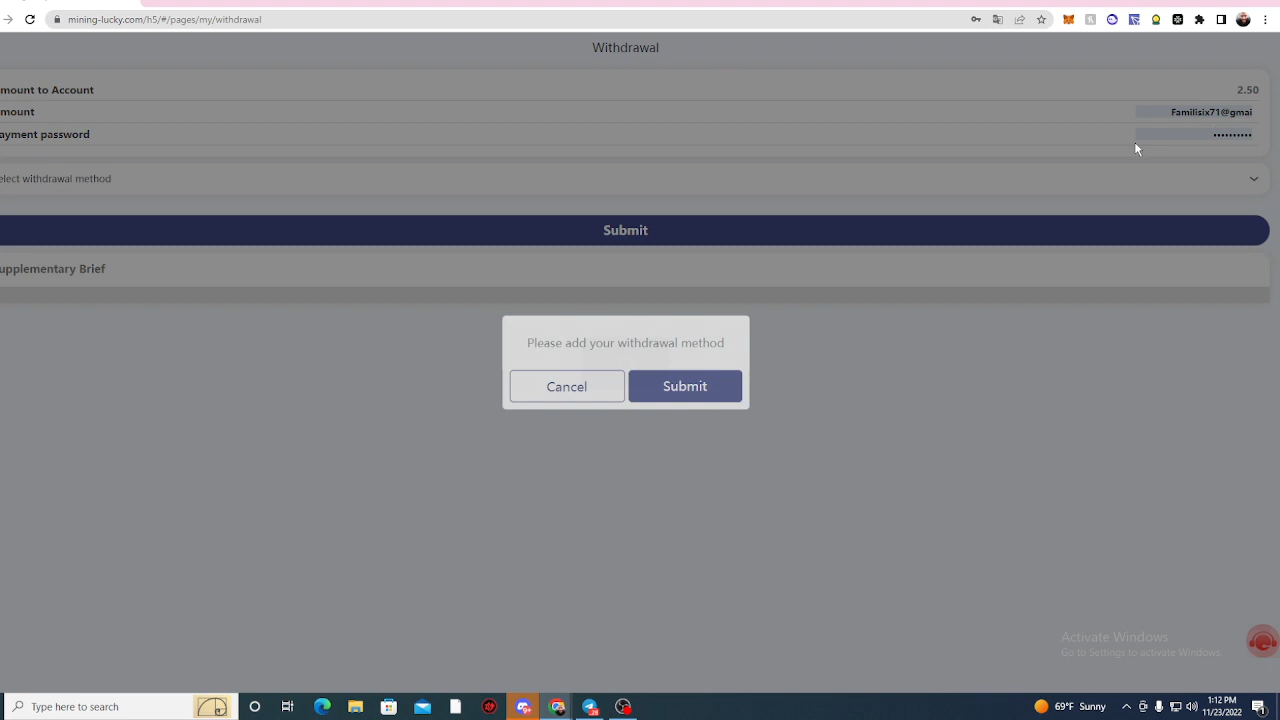 mining-lucky.com/h5/#/pages/my/withdrawal
Withdrawal
mount to Account 2.50
mount Familisix71@gmai
ayment password ••••••••••
elect withdrawal method
Submit
upplementary Brief
Please add your withdrawal method
Cancel Submit
Activate Windows
Go to Settings to activate Windows.
Type here to search
69°F Sunny
1:12 PM
11/23/2022